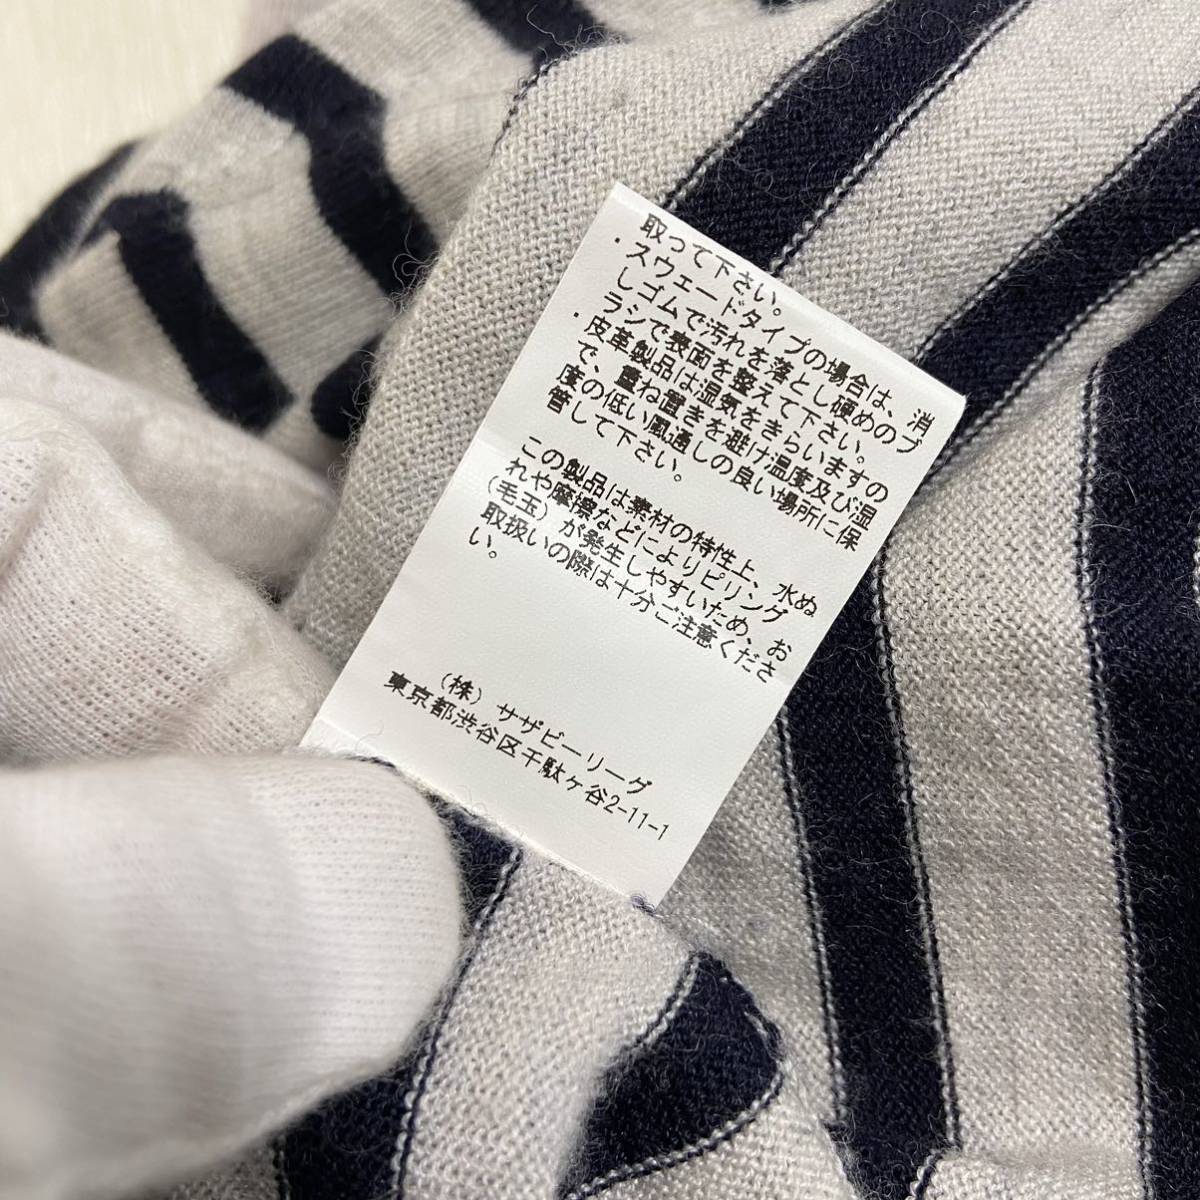 取って下さい。
・スウェードタイプの場合は、消
しゴムで汚れを落とし硬めのブ
ラシで表面を整えて下さい。
・皮革製品は湿気をきらいますの
で、重ね置きを避け温度及び湿
度の低い風通しの良い場所に保
管して下さい。
この製品は素材の特性上、水ぬ
れや摩擦などによりピリング
(毛玉)が発生しやすいため、お
取扱いの際は十分ご注意くださ
い。
(株)サザビーリーグ
東京都渋谷区千駄ヶ谷2-11-1